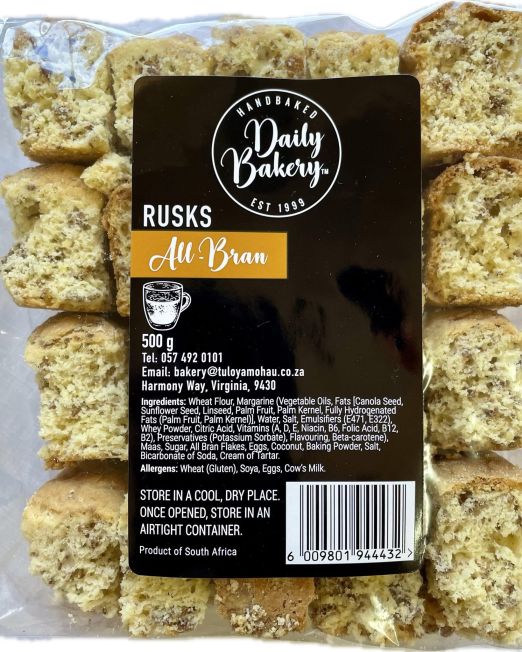 HANDBAKED
Daily
Bakery™
EST 1999
RUSKS
All-Bran
500 g
Tel: 057 492 0101
Email: bakery@tuloyamohau.co.za
Harmony Way, Virginia, 9430
Ingredients: Wheat Flour, Margarine (Vegetable Oils, Fats [Canola Seed,
Sunflower Seed, Linseed, Palm Fruit, Palm Kernel, Fully Hydrogenated
Fats (Palm Fruit, Palm Kernel)], Water, Salt, Emulsifiers (E471, E322),
Whey Powder, Citric Acid, Vitamins (A, D, E, Niacin, B6, Folic Acid, B12,
B2), Preservatives (Potassium Sorbate), Flavouring, Beta-carotene),
Maas, Sugar, All Bran Flakes, Eggs, Coconut, Baking Powder, Salt,
Bicarbonate of Soda, Cream of Tartar.
Allergens: Wheat (Gluten), Soya, Eggs, Cow's Milk.
STORE IN A COOL, DRY PLACE.
ONCE OPENED, STORE IN AN
AIRTIGHT CONTAINER.
Product of South Africa
6 009801 944432 >